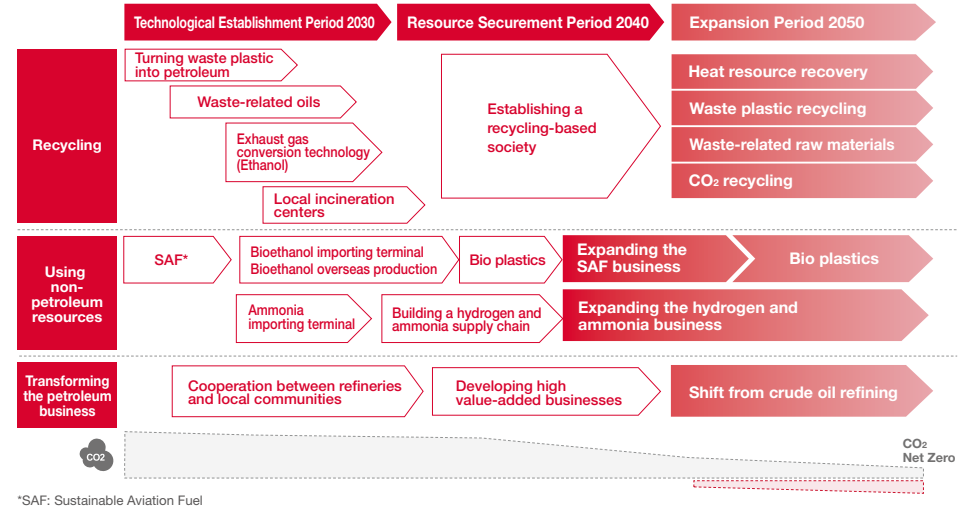 Technological Establishment Period 2030
Resource Securement Period 2040
Expansion Period 2050
Recycling
Turning waste plastic
into petroleum
Waste-related oils
Exhaust gas
conversion technology
(Ethanol)
Local incineration
centers
Establishing a
recycling-based
society
Heat resource recovery
Waste plastic recycling
Waste-related raw materials
CO₂ recycling
Using
non-
petroleum
resources
SAF*
Bioethanol importing terminal
Bioethanol overseas production
Bio plastics
Expanding the
SAF business
Bio plastics
Ammonia
importing terminal
Building a hydrogen and
ammonia supply chain
Expanding the hydrogen and
ammonia business
Transforming
the petroleum
business
Cooperation between refineries
and local communities
Developing high
value-added businesses
Shift from crude oil refining
CO2
CO₂
Net Zero
*SAF: Sustainable Aviation Fuel